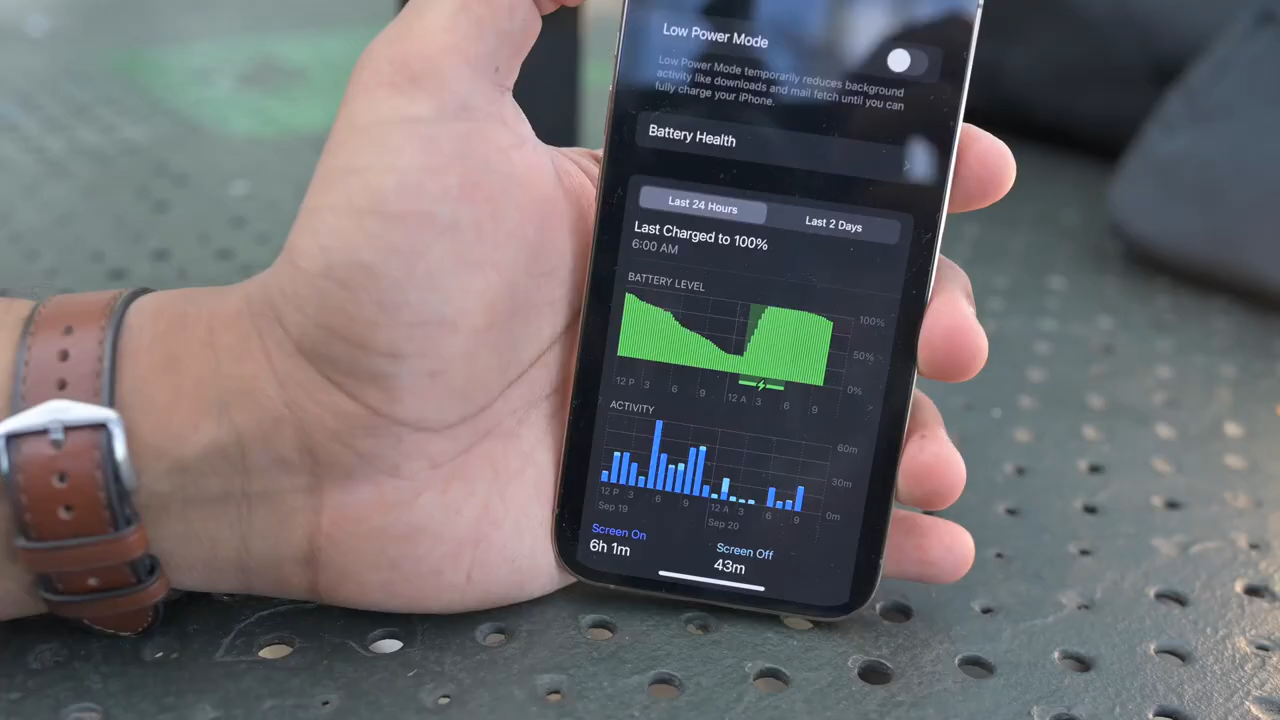 Low Power Mode
Low Power Mode temporarily reduces background
activity like downloads and mail fetch until you can
fully charge your iPhone.
Battery Health
Last 24 Hours
Last 2 Days
Last Charged to 100%
6:00 AM
BATTERY LEVEL
100%
50%
0%
12 P 3 6 9 12 A 3 6 9
ACTIVITY
60m
30m
0m
12 P 3 6 9 12 A 3 6 9
Sep 19
Sep 20
Screen On
Screen Off
6h 1m
43m